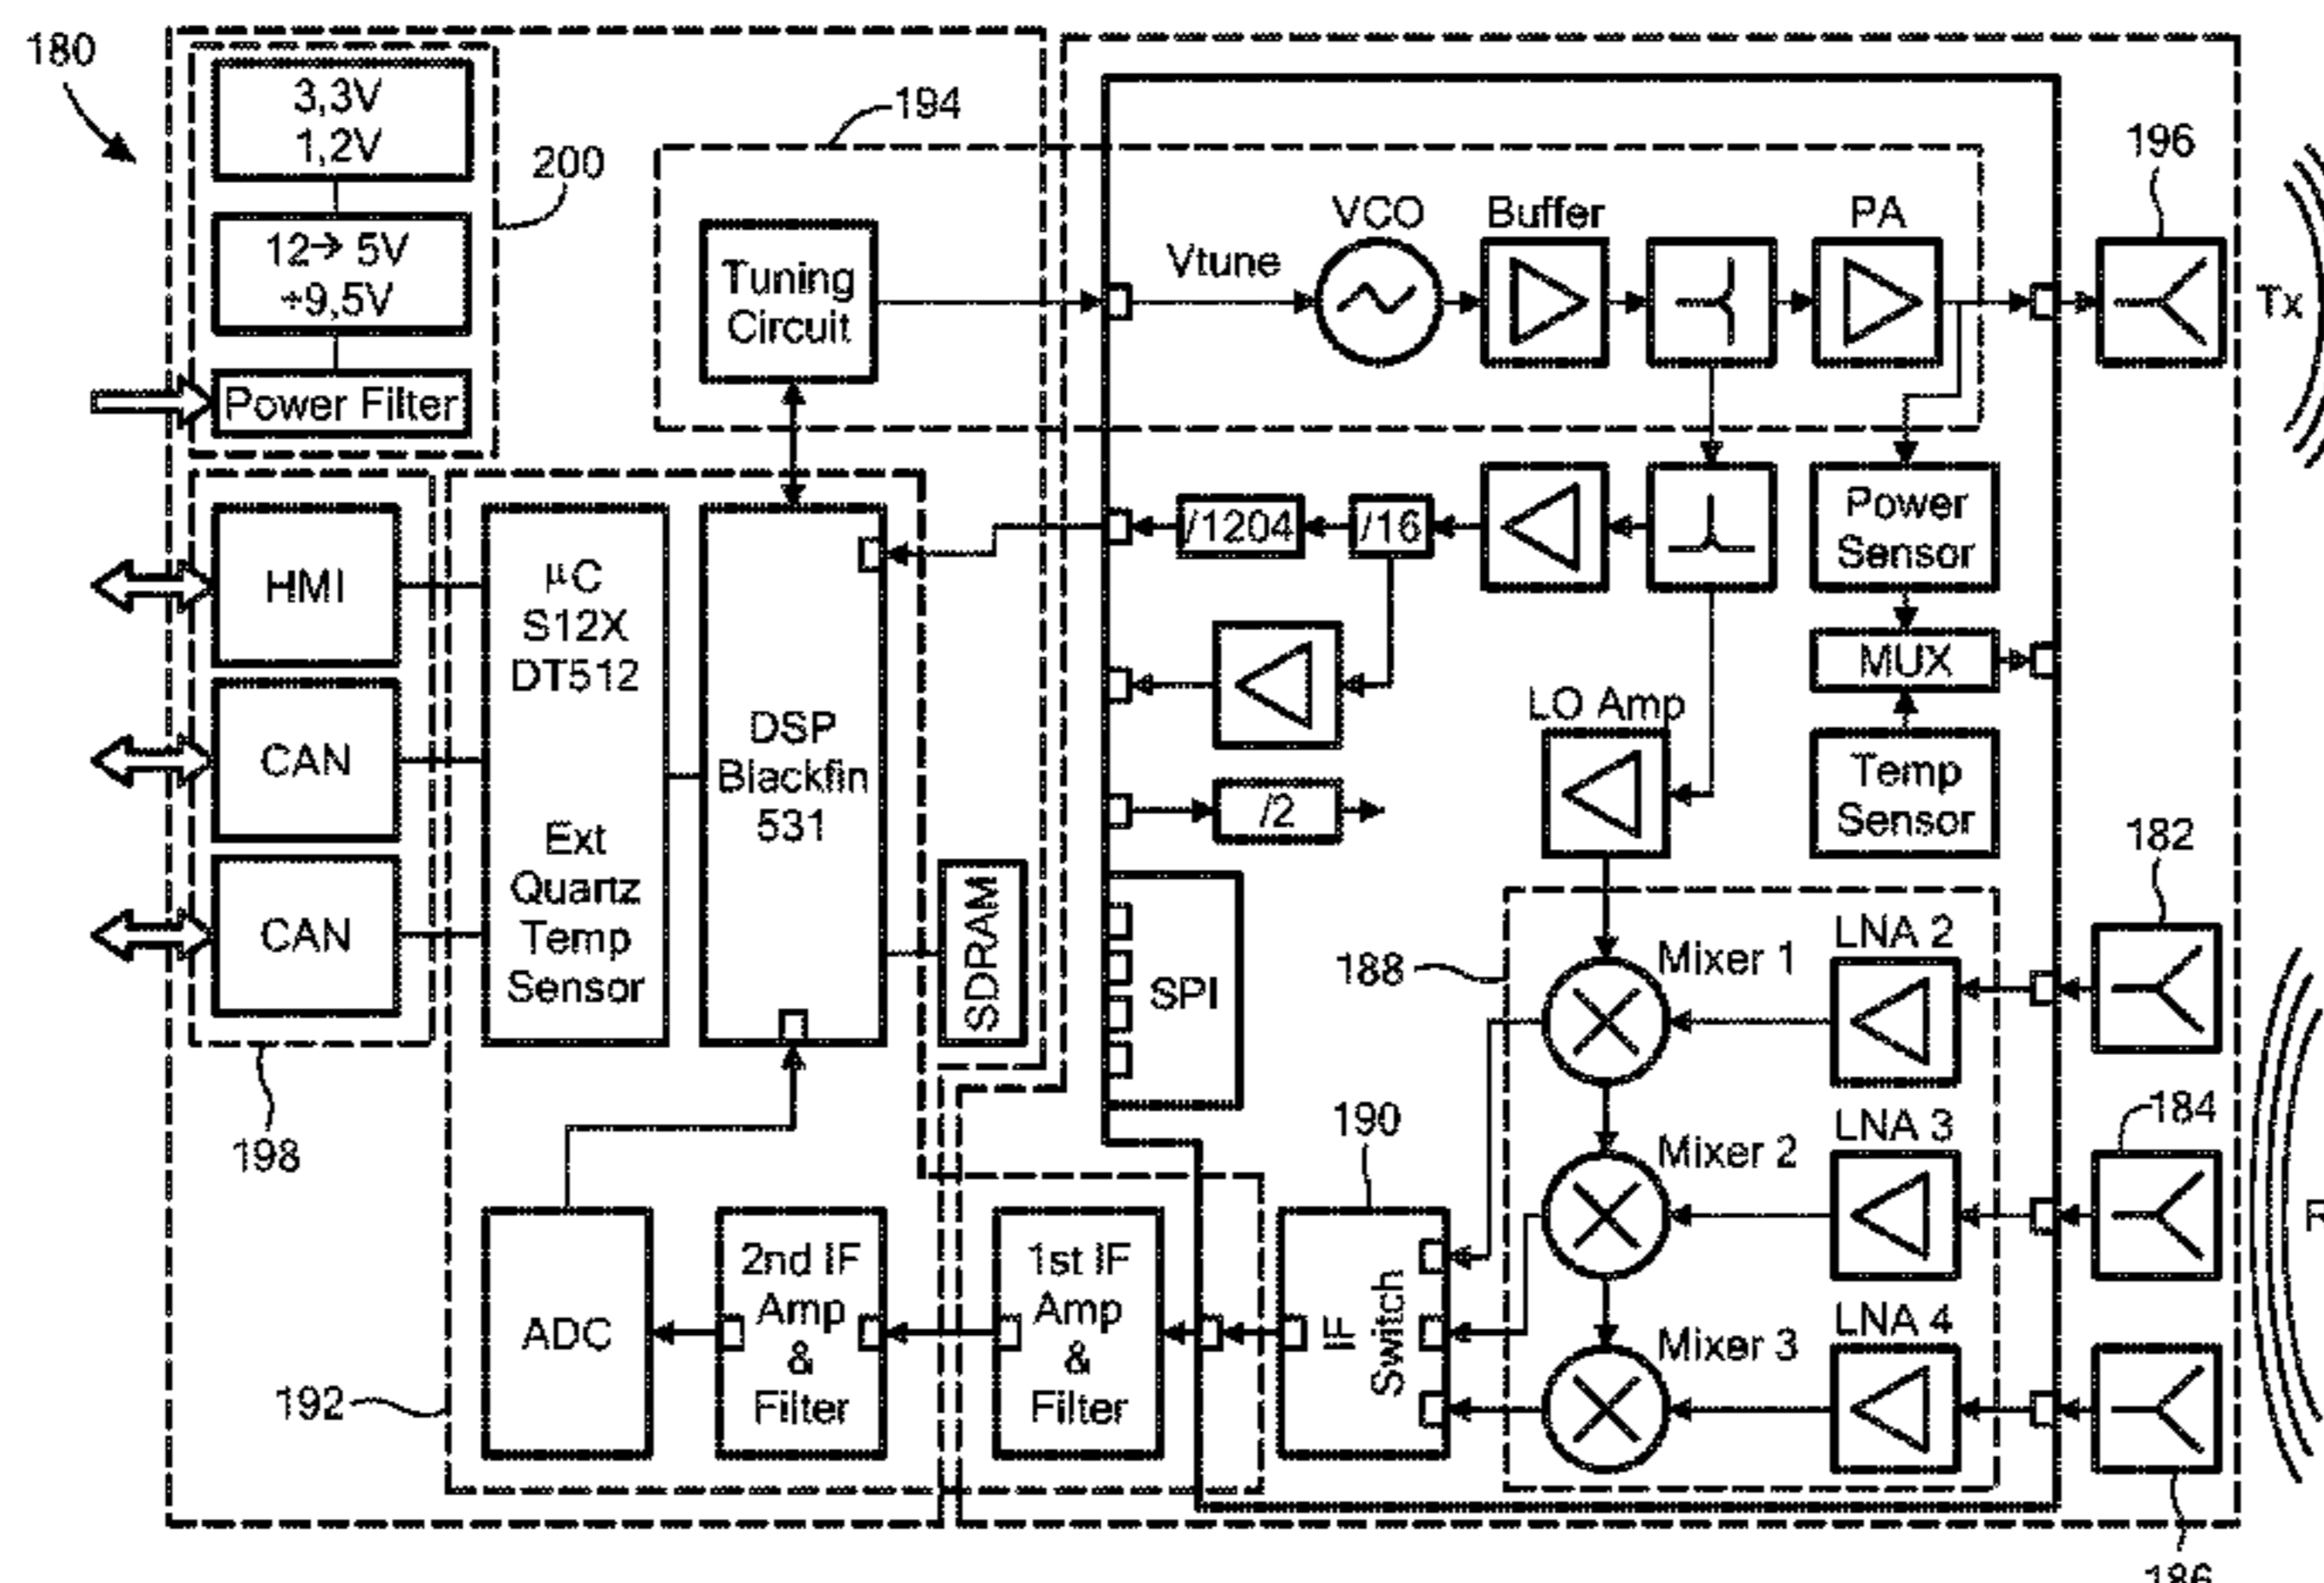 180
3,3V
1,2V
200
12→ 5V
+9,5V
Power Filter
194
Tuning
Circuit
Vtune
VCO
Buffer
PA
196
Tx
HMI
CAN
CAN
198
µC
S12X
DT512
Ext
Quartz
Temp
Sensor
DSP
Blackfin
531
SDRAM
/1204
/16
/2
SPI
Power
Sensor
MUX
Temp
Sensor
LO Amp
182
188
Mixer 1
LNA 2
184
190
Mixer 2
LNA 3
Mixer 3
LNA 4
186
192
ADC
2nd IF
Amp
&
Filter
1st IF
Amp
&
Filter
IF
Switch